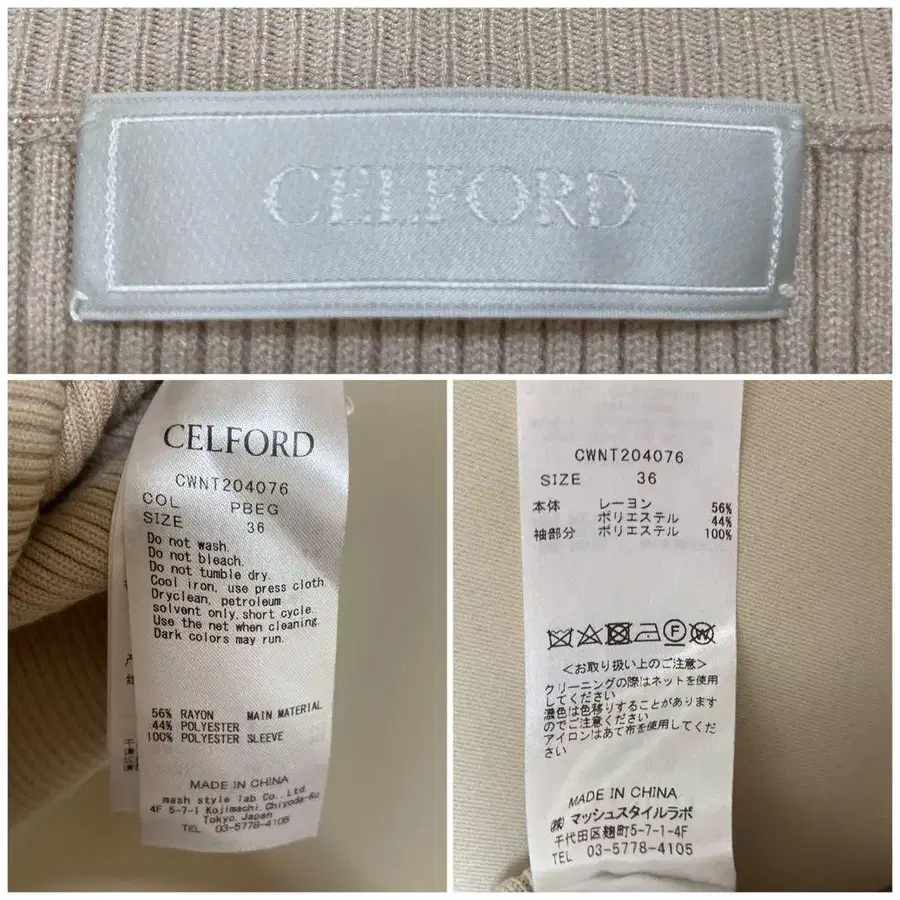 CELFORD
CELFORD
CWNT204076
COL PBEG
SIZE 36
Do not wash.
Do not bleach.
Do not tumble dry.
Cool iron, use press cloth
Dryclean, petroleum
solvent only, short cycle.
Use the net when cleaning.
Dark colors may run.
56% RAYON MAIN MATERIAL
44% POLYESTER
100% POLYESTER SLEEVE
MADE IN CHINA
mash style lab Co., Ltd.
4F 5-7-1 Kojimachi, Chiyoda-Ku
Tokyo, Japan
TEL 03-5778-4105
CWNT204076
SIZE 36
本体 レーヨン 56%
ポリエステル 44%
袖部分 ポリエステル 100%
<お取り扱い上のご注意>
クリーニングの際はネットを使用
してください
濃色は色移りすることがあります
のでご注意ください
アイロンはあて布を使用してくだ
さい
MADE IN CHINA
㈱マッシュスタイルラボ
千代田区麹町5-7-1-4F
TEL 03-5778-4105